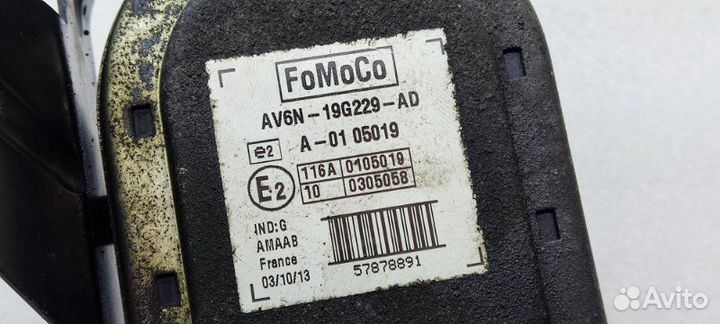 FoMoCo
AV6N-19G229-AD
A-01 05019
e2
E2
116A 0105019
10 0305058
IND:G
AMAAB
France
03/10/13
57878891
Avito